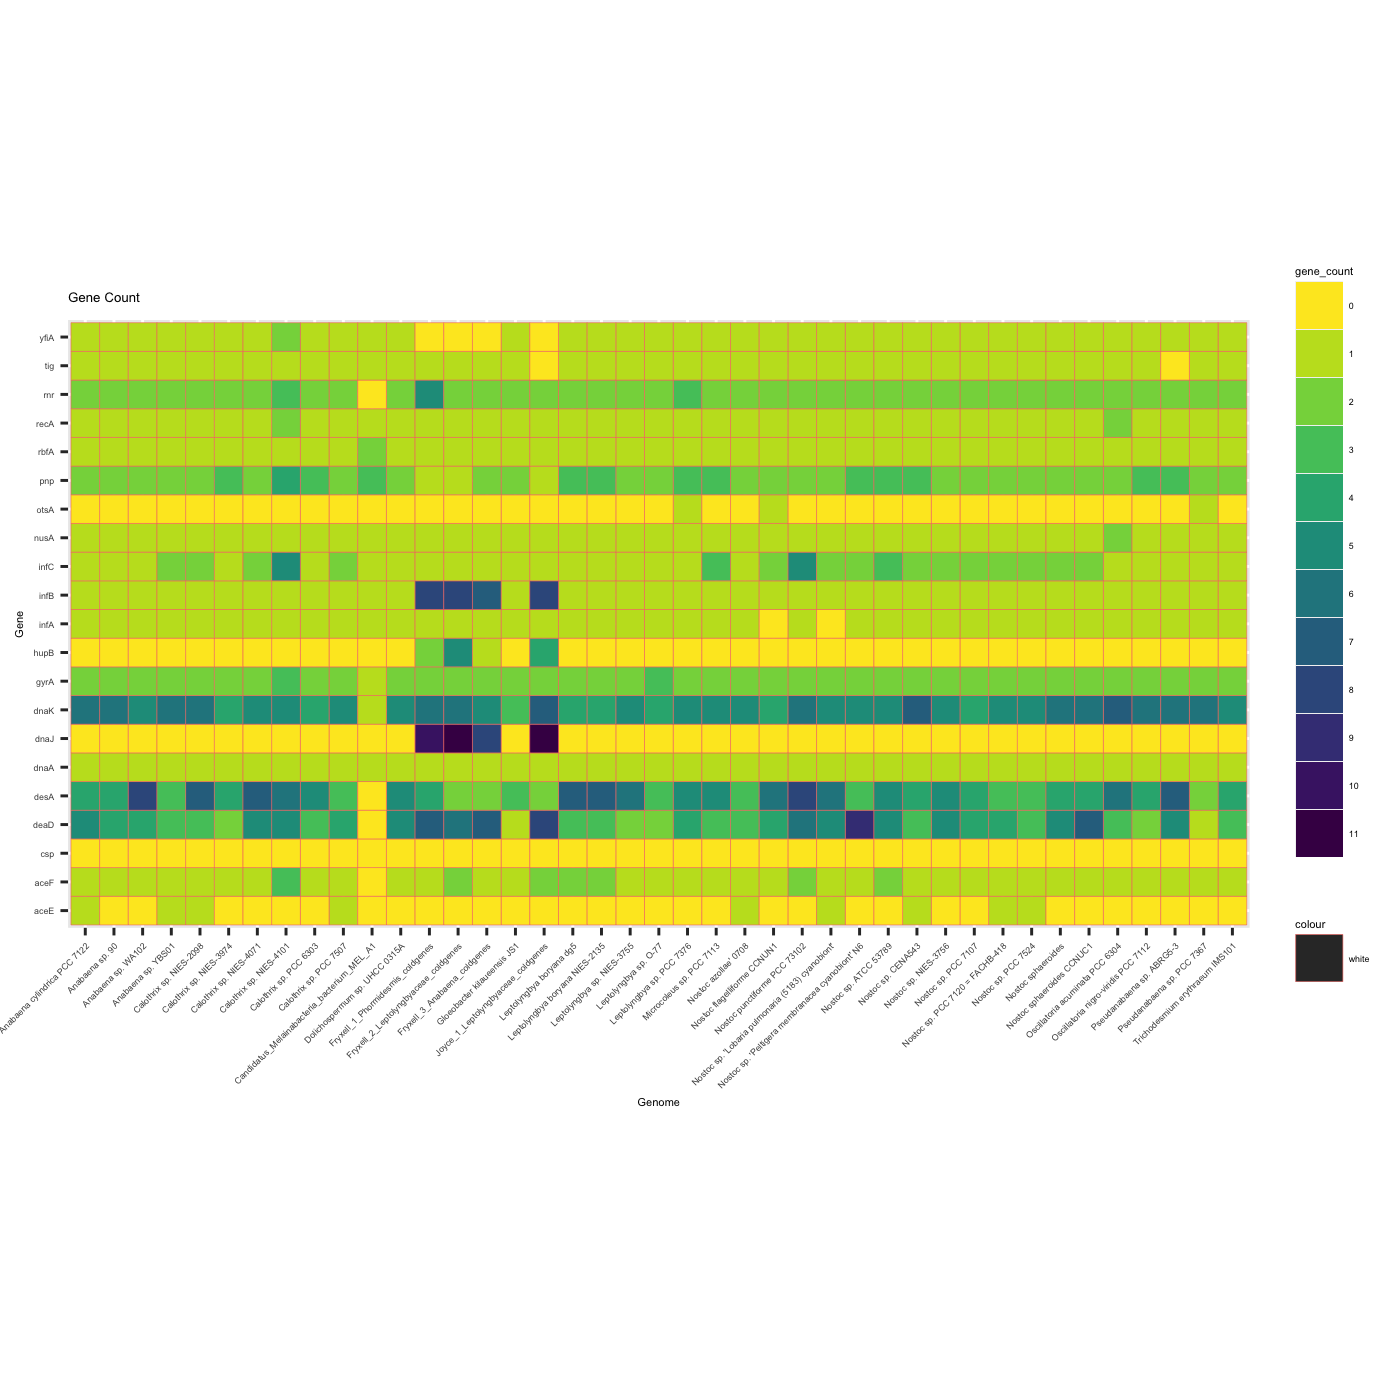 Gene Count
Gene
yfiA
tig
rnr
recA
rbfA
pnp
otsA
nusA
infC
infB
infA
hupB
gyrA
dnaK
dnaJ
dnaA
desA
deaD
csp
aceF
aceE
Anabaena cylindrica PCC 7122
Anabaena sp. 90
Anabaena sp. WA102
Anabaena sp. YBS01
Calothrix sp. NIES-2098
Calothrix sp. NIES-3974
Calothrix sp. NIES-4071
Calothrix sp. NIES-4101
Calothrix sp. PCC 6303
Calothrix sp. PCC 7507
Candidatus_Melainabacteria_bacterium_MEL_A1
Dolichospermum sp. UHCC 0315A
Fryxell_1_Phormidesmis_coldgenes
Fryxell_2_Leptolyngbyaceae_coldgenes
Fryxell_3_Anabaena_coldgenes
Gloeobacter kilaueensis JS1
Joyce_1_Leptolyngbyaceae_coldgenes
Leptolyngbya boryana dg5
Leptolyngbya boryana NIES-2135
Leptolyngbya sp. NIES-3755
Leptolyngbya sp. O-77
Leptolyngbya sp. PCC 7376
Microcoleus sp. PCC 7113
Nostoc azollae' 0708
Nostoc flagelliforme CCNUN1
Nostoc punctiforme PCC 73102
Nostoc sp. 'Lobaria pulmonaria (5183) cyanobiont'
Nostoc sp. 'Peltigera membranacea cyanobiont' N6
Nostoc sp. ATCC 53789
Nostoc sp. CENA543
Nostoc sp. NIES-3756
Nostoc sp. PCC 7107
Nostoc sp. PCC 7120 = FACHB-418
Nostoc sp. PCC 7524
Nostoc sphaeroides
Nostoc sphaeroides CCNUC1
Oscillatoria acuminata PCC 6304
Oscillatoria nigro-viridis PCC 7112
Pseudanabaena sp. ABRG5-3
Pseudanabaena sp. PCC 7367
Trichodesmium erythraeum IMS101
Genome
gene_count
0
1
2
3
4
5
6
7
8
9
10
11
colour
white